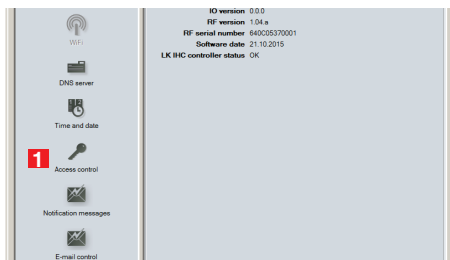 IO version 0.0.0
RF version 1.04.a
RF serial number 640C05370001
Software date 21.10.2015
LK IHC controller status OK
WiFi
DNS server
Time and date
1
Access control
Notification messages
E-mail control